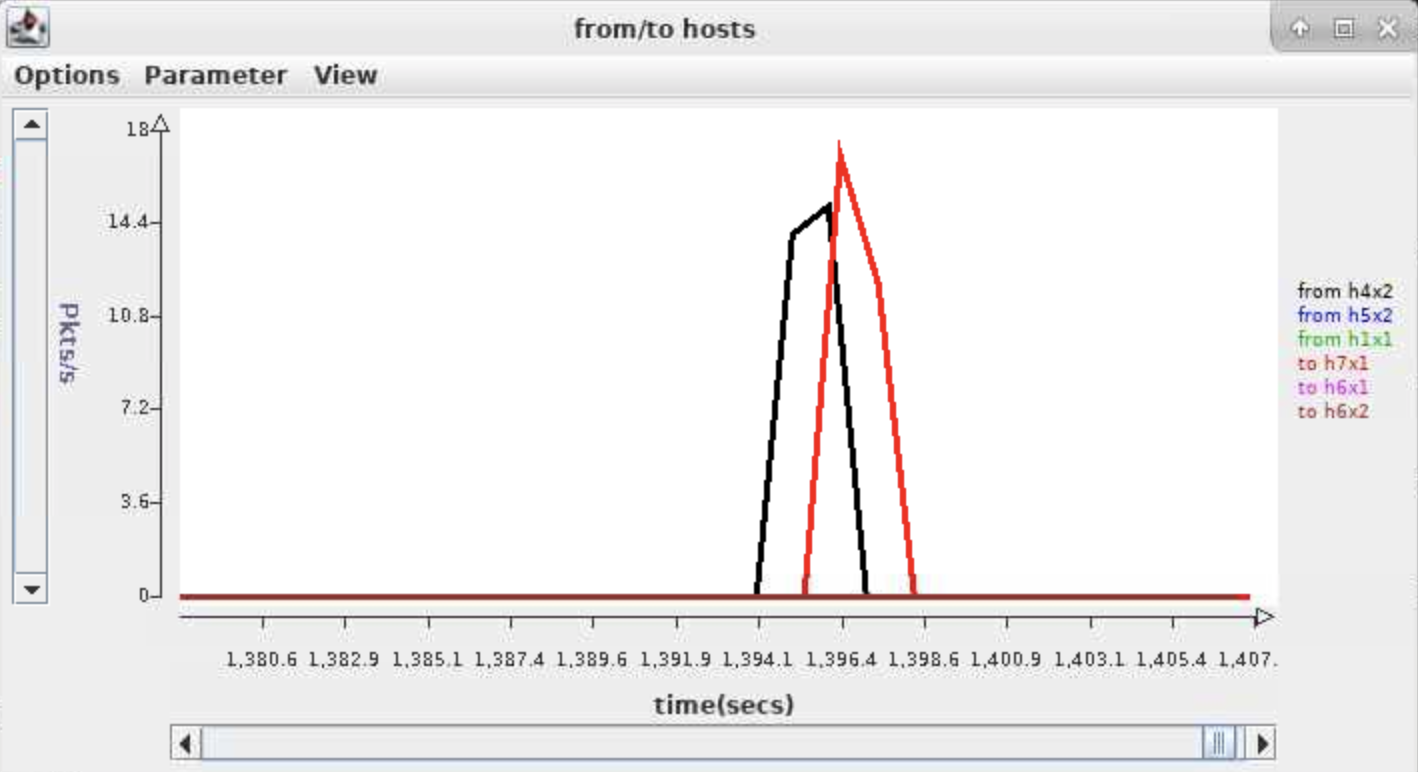 from/to hosts
Options Parameter View
18
14.4
10.8
7.2
3.6
0
Pkts/s
1,380.6 1,382.9 1,385.1 1,387.4 1,389.6 1,391.9 1,394.1 1,396.4 1,398.6 1,400.9 1,403.1 1,405.4 1,407.
time(secs)
from h4x2
from h5x2
from h1x1
to h7x1
to h6x1
to h6x2